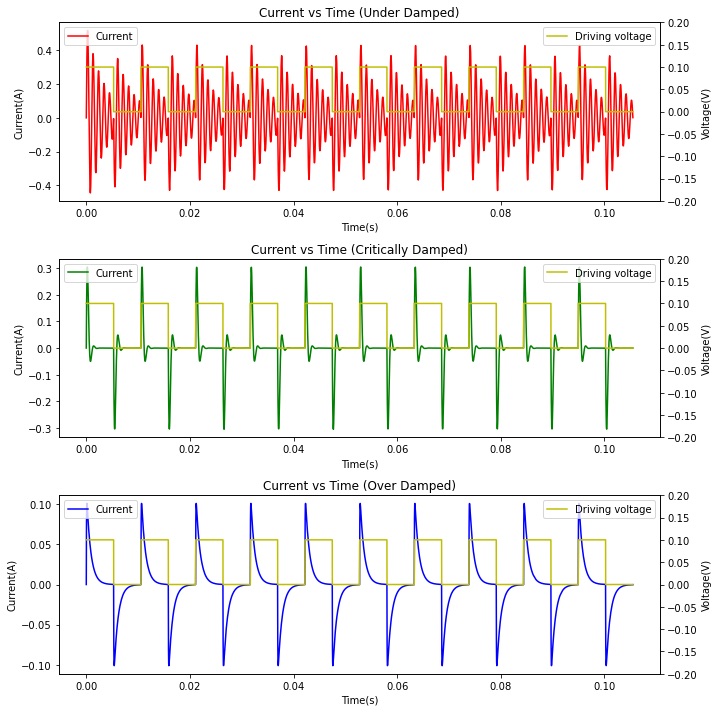 Current vs Time (Under Damped)
Current
Driving voltage
Current(A)
0.4
0.2
0.0
−0.2
−0.4
0.20
0.15
0.10
0.05
0.00
−0.05
−0.10
−0.15
−0.20
Voltage(V)
0.00 0.02 0.04 0.06 0.08 0.10
Time(s)
Current vs Time (Critically Damped)
Current
Driving voltage
Current(A)
0.3
0.2
0.1
0.0
−0.1
−0.2
−0.3
0.20
0.15
0.10
0.05
0.00
−0.05
−0.10
−0.15
−0.20
Voltage(V)
0.00 0.02 0.04 0.06 0.08 0.10
Time(s)
Current vs Time (Over Damped)
Current
Driving voltage
Current(A)
0.10
0.05
0.00
−0.05
−0.10
0.20
0.15
0.10
0.05
0.00
−0.05
−0.10
−0.15
−0.20
Voltage(V)
0.00 0.02 0.04 0.06 0.08 0.10
Time(s)